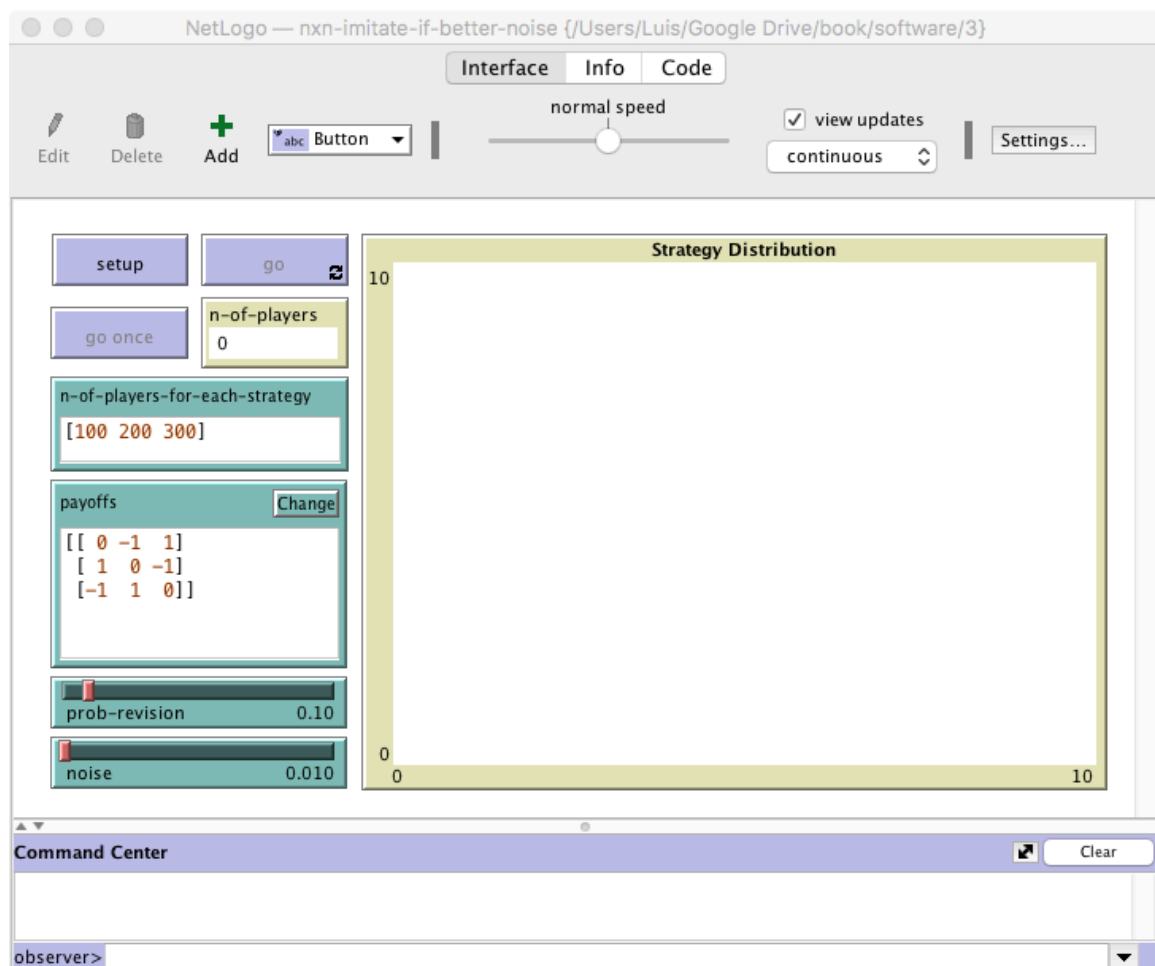 NetLogo — nxn-imitate-if-better-noise {/Users/Luis/Google Drive/book/software/3}
Interface Info Code
Edit Delete Add abc Button normal speed view updates continuous Settings...
setup go
go once
n-of-players
0
n-of-players-for-each-strategy
[100 200 300]
payoffs Change
[[ 0 -1 1]
[ 1 0 -1]
[-1 1 0]]
prob-revision 0.10
noise 0.010
Strategy Distribution
10
0
0 10
Command Center Clear
observer>